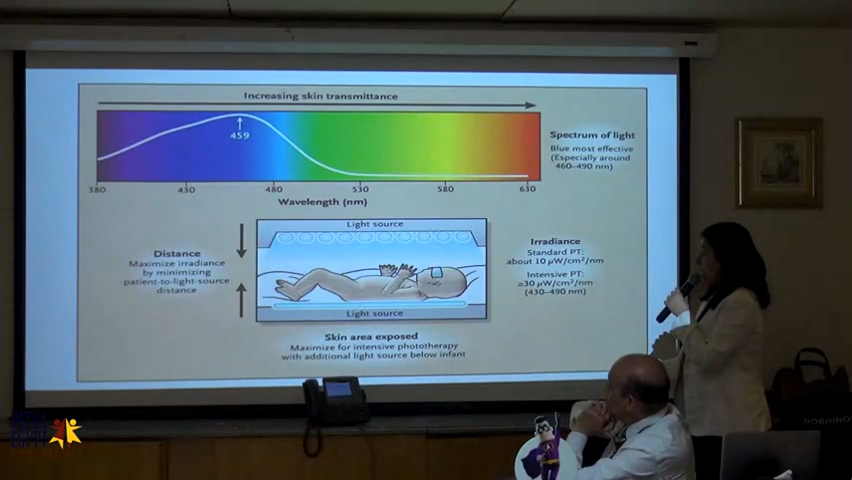 Increasing skin transmittance
459
Spectrum of light
Blue most effective
(Especially around
460–490 nm)
380 430 480 530 580 630
Wavelength (nm)
Light source
Distance
Maximize irradiance
by minimizing
patient-to-light-source
distance
Irradiance
Standard PT:
about 10 μW/cm²/nm
Intensive PT:
≥30 μW/cm²/nm
(430–490 nm)
Light source
Skin area exposed
Maximize for intensive phototherapy
with additional light source below infant